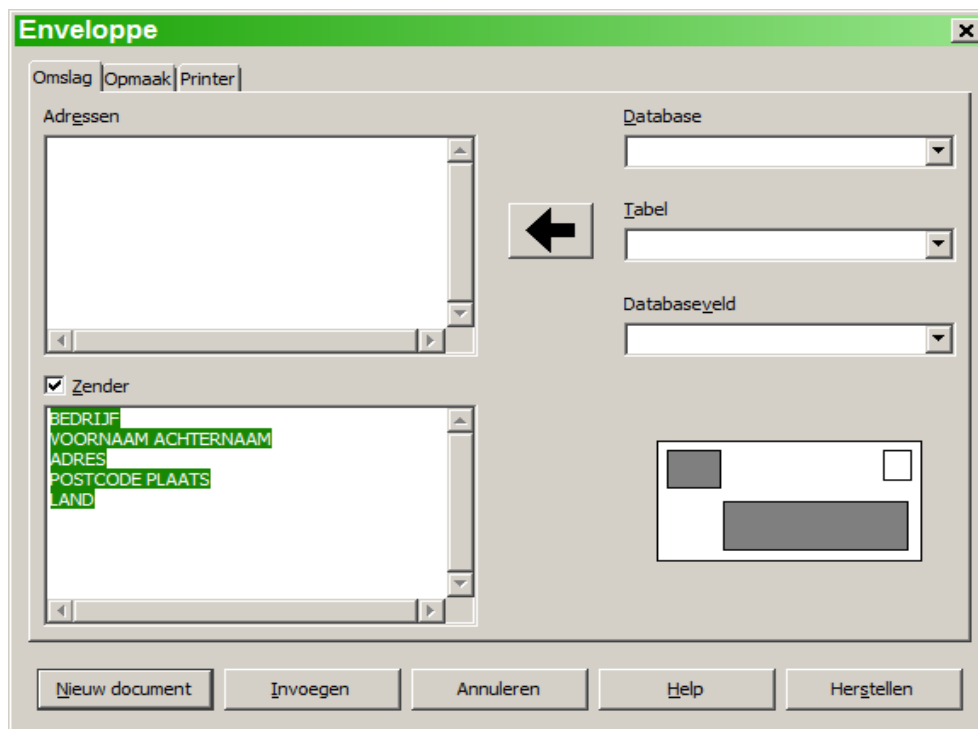 Enveloppe
Omslag Opmaak Printer
Adressen
Database
Tabel
Databaseveld
Zender
BEDRIJF
VOORNAAM ACHTERNAAM
ADRES
POSTCODE PLAATS
LAND
Nieuw document Invoegen Annuleren Help Herstellen